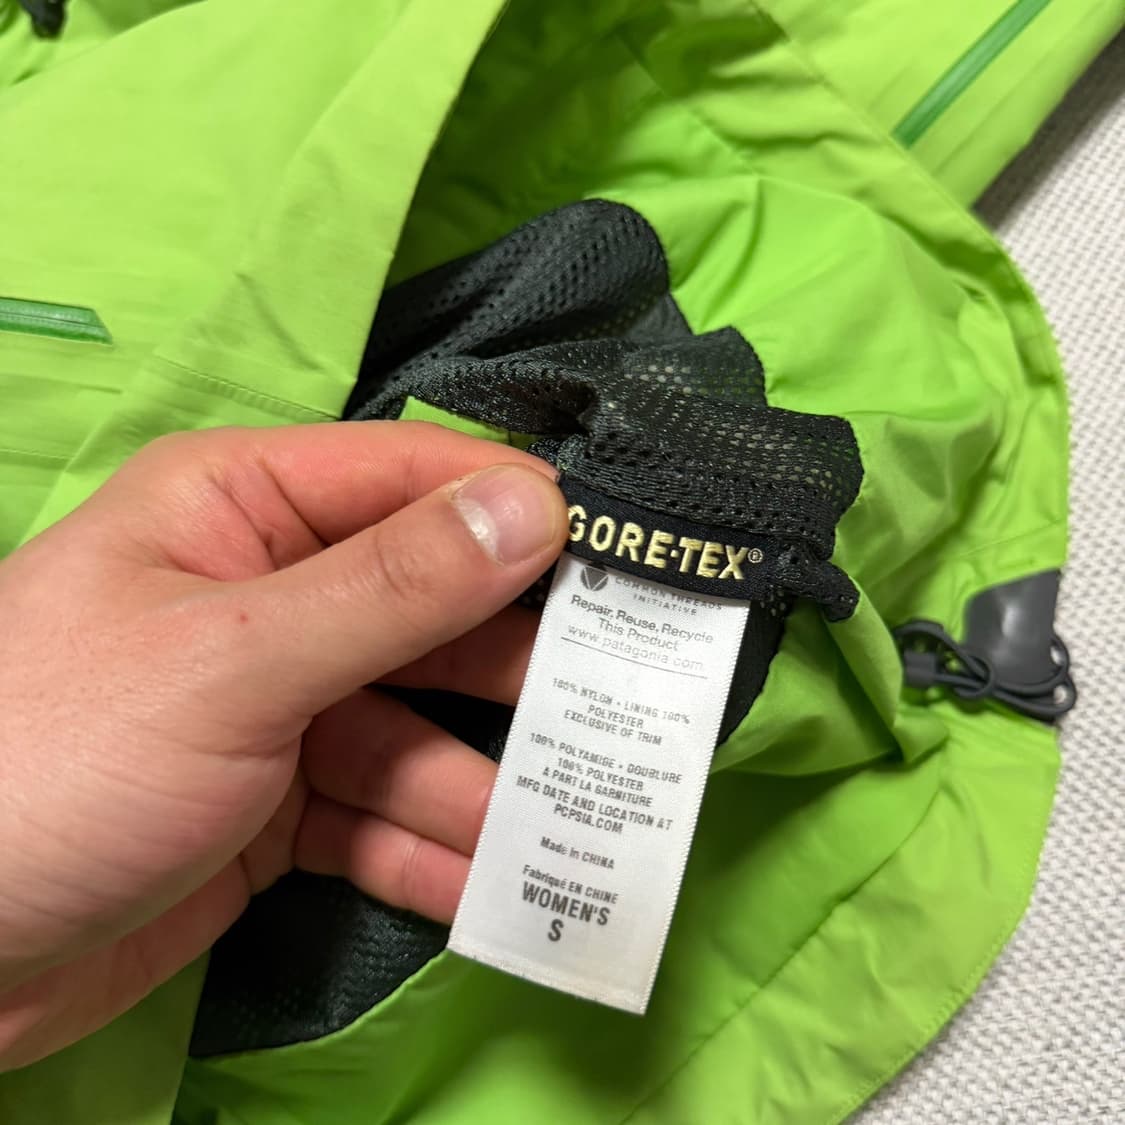 GORE-TEX®
COMMON THREADS
INITIATIVE
Repair, Reuse, Recycle
This Product
www.patagonia.com
100% NYLON • LINING 100%
POLYESTER
EXCLUSIVE OF TRIM
100% POLYAMIDE • DOUBLURE
100% POLYESTER
A PART LA GARNITURE
MFG DATE AND LOCATION AT
PCPSIA.COM
Made in CHINA
Fabriqué EN CHINE
WOMEN'S
S